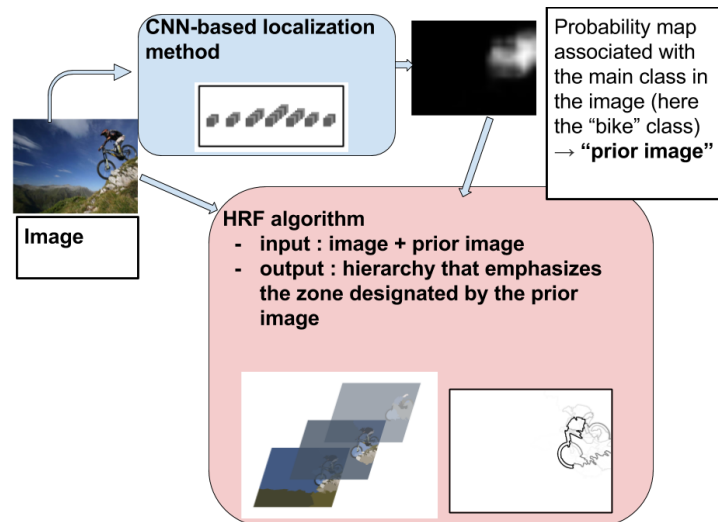 CNN-based localization
method
Probability map
associated with
the main class in
the image (here
the “bike” class)
→ “prior image”
Image
HRF algorithm
- input : image + prior image
- output : hierarchy that emphasizes
the zone designated by the prior
image